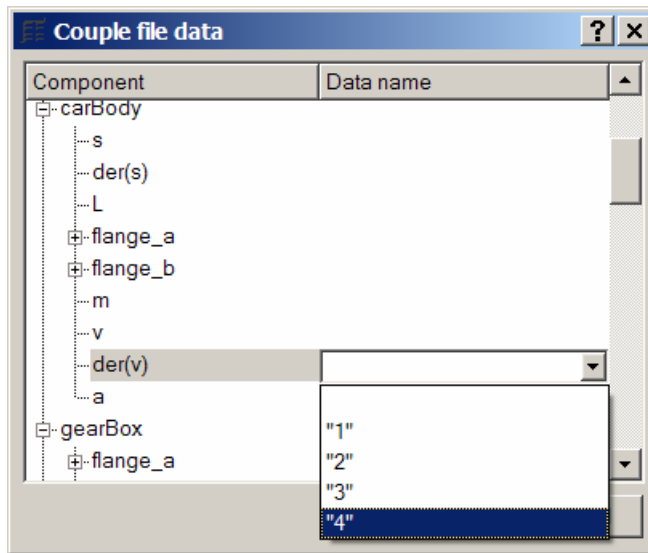 Couple file data
Component Data name
carBody
s
der(s)
L
flange_a
flange_b
m
v
der(v)
a
gearBox
"1"
flange_a "2"
"3"
"4"